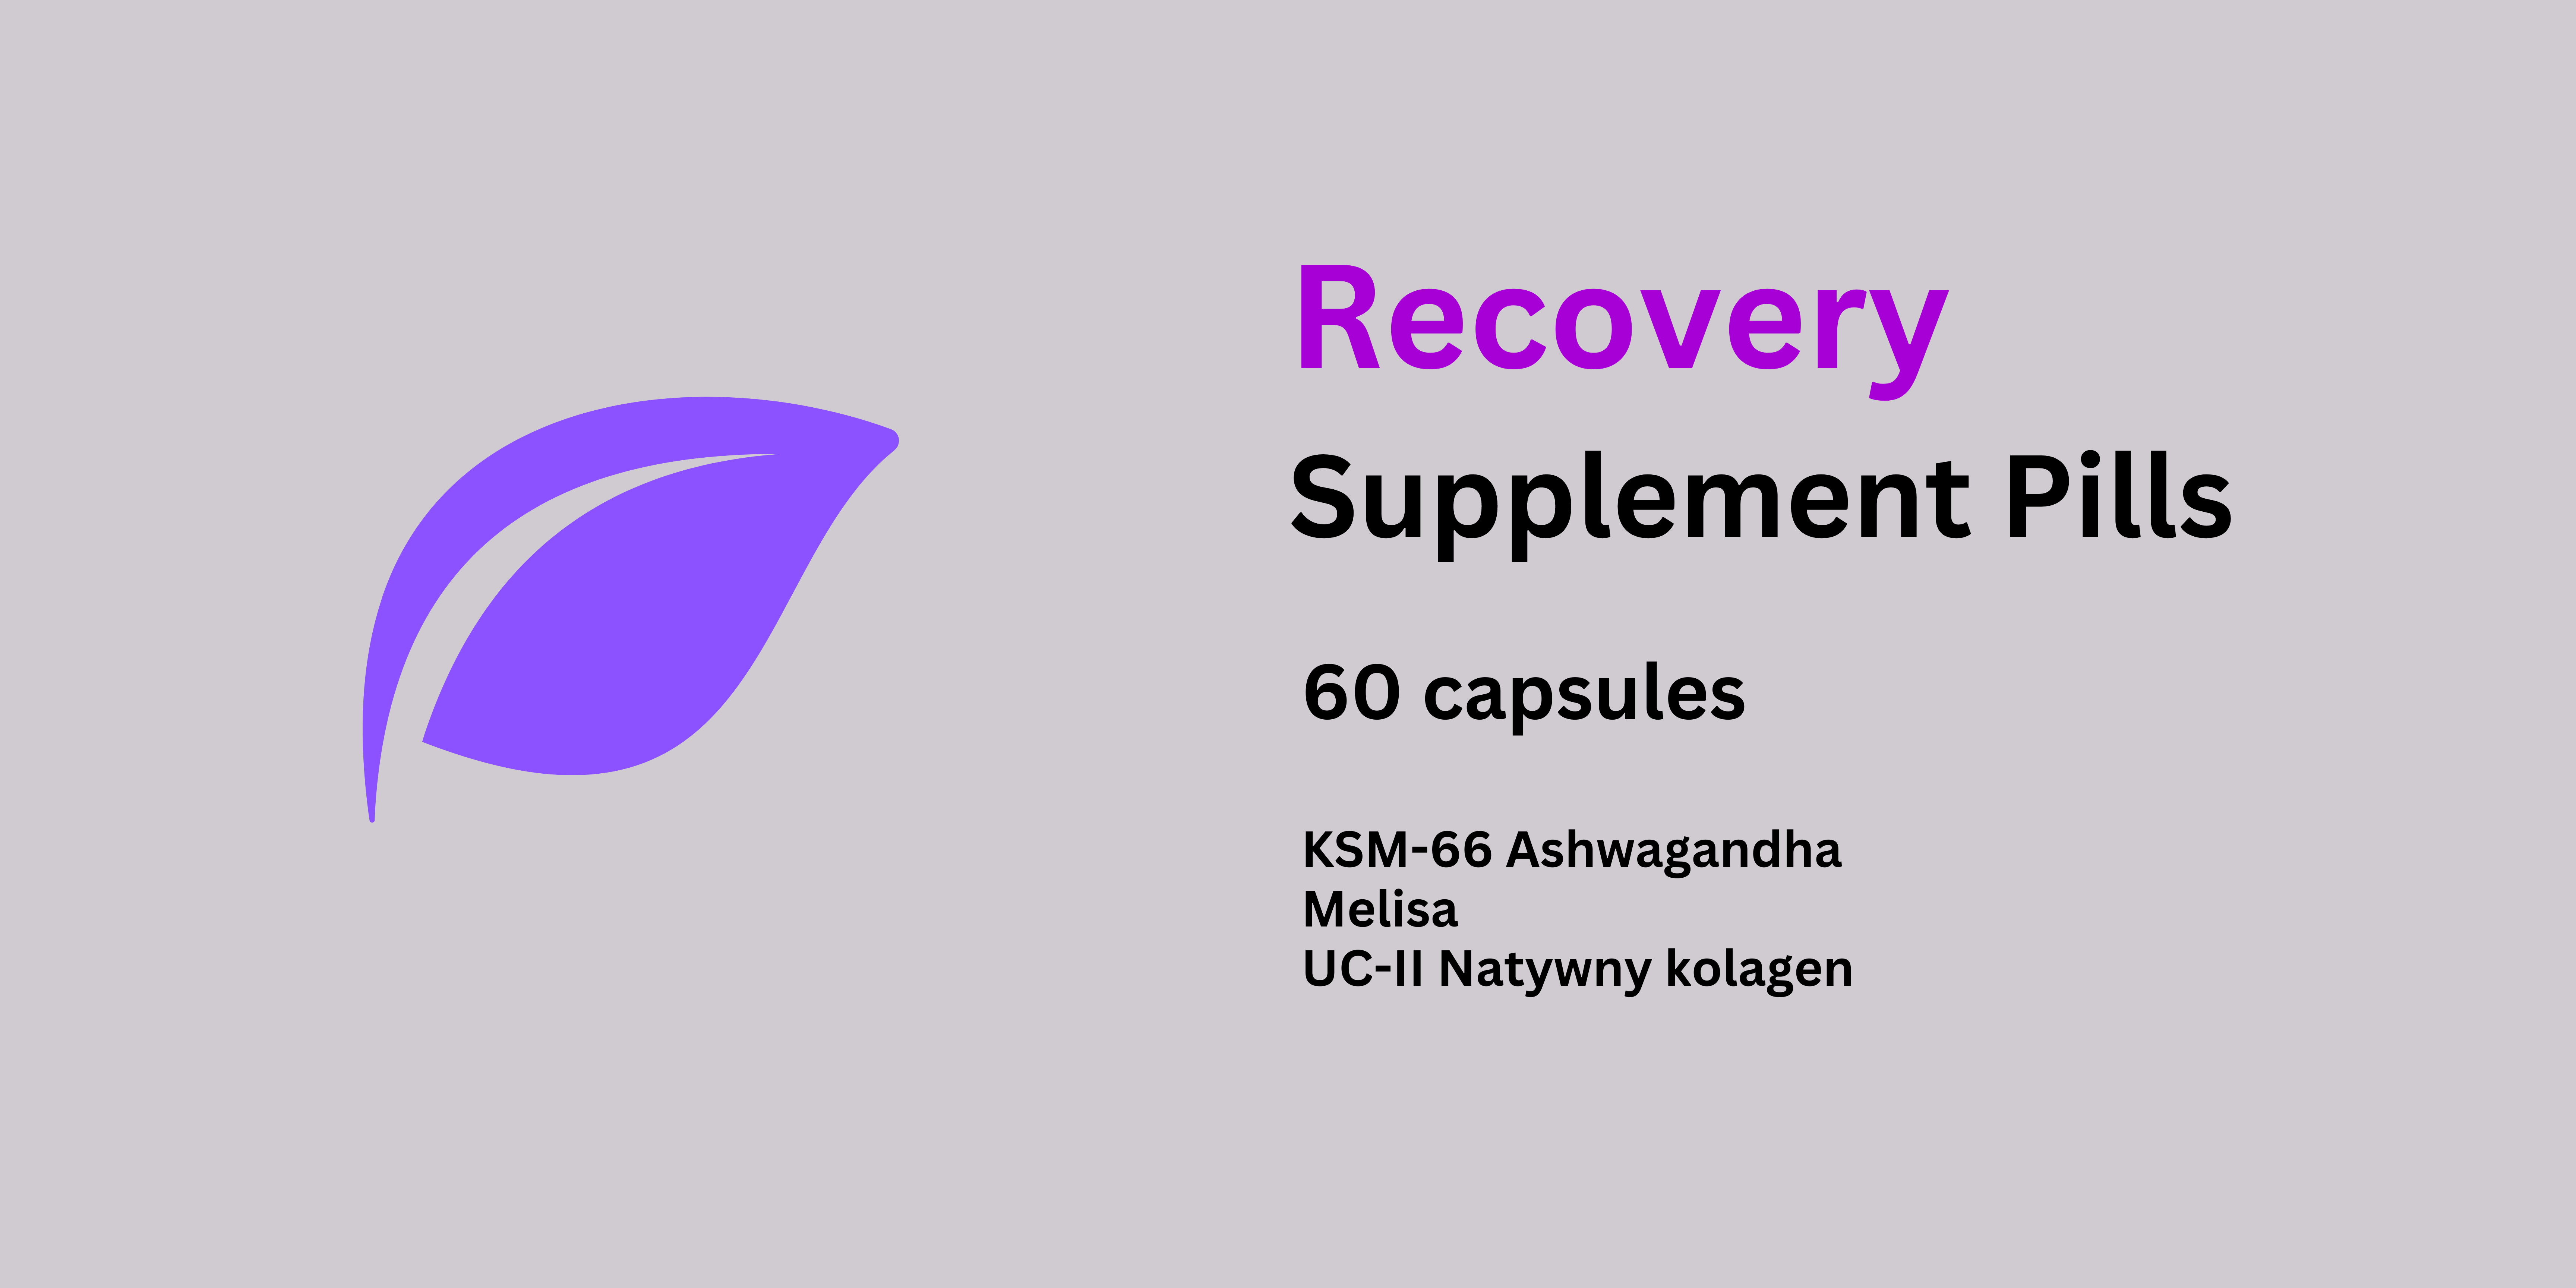 Recovery
Supplement Pills
60 capsules
KSM-66 Ashwagandha
Melisa
UC-II Natywny kolagen